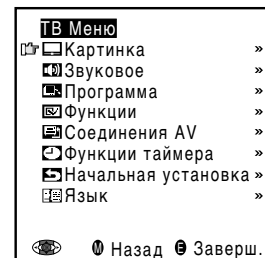 ТВ Меню
Картинка »
Звуковое »
Программа »
Функции »
Соединения AV »
Функции таймера »
Начальная установка »
Язык »
M Назад E Заверш.